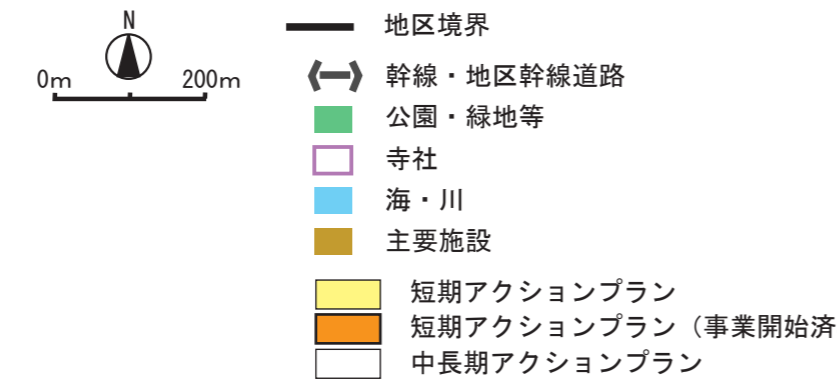 N
0m 200m
地区境界
幹線・地区幹線道路
公園・緑地等
寺社
海・川
主要施設
短期アクションプラン
短期アクションプラン（事業開始済
中長期アクションプラン